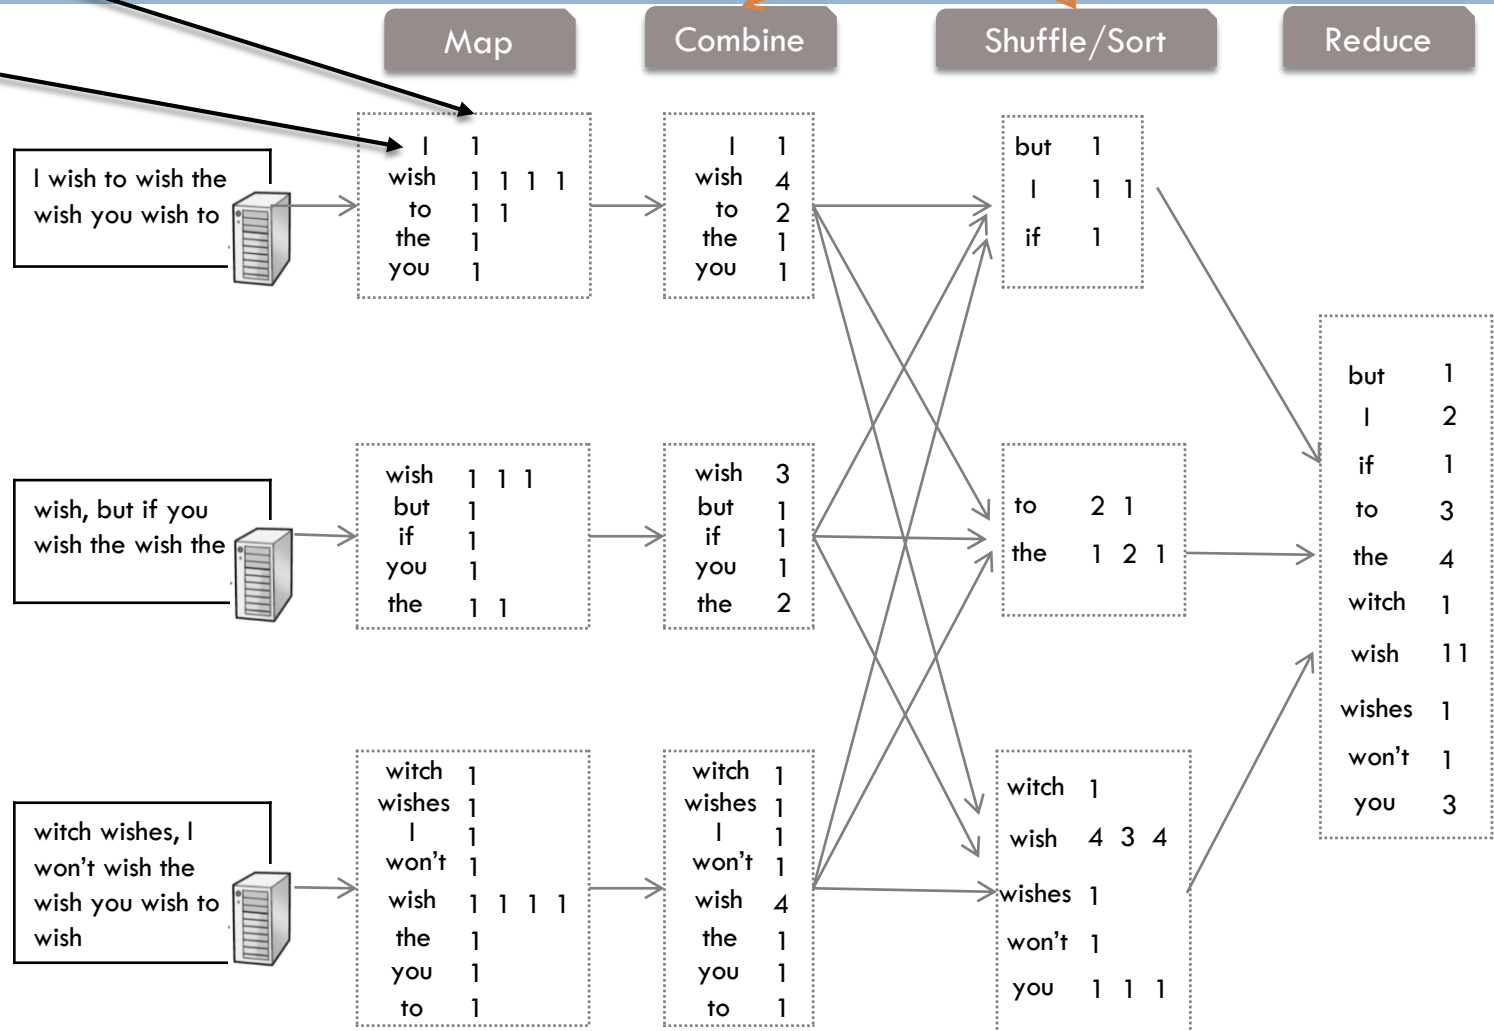 Map
Combine
Shuffle/Sort
Reduce
I wish to wish the
wish you wish to
I 1
wish 1 1 1 1
to 1 1
the 1
you 1
I 1
wish 4
to 2
the 1
you 1
but 1
I 1 1
if 1
wish, but if you
wish the wish the
wish 1 1 1
but 1
if 1
you 1
the 1 1
wish 3
but 1
if 1
you 1
the 2
to 2 1
the 1 2 1
witch wishes, I
won't wish the
wish you wish to
wish
witch 1
wishes 1
I 1
won't 1
wish 1 1 1 1
the 1
you 1
to 1
witch 1
wishes 1
I 1
won't 1
wish 4
the 1
you 1
to 1
witch 1
wish 4 3 4
wishes 1
won't 1
you 1 1 1
but 1
I 2
if 1
to 3
the 4
witch 1
wish 11
wishes 1
won't 1
you 3